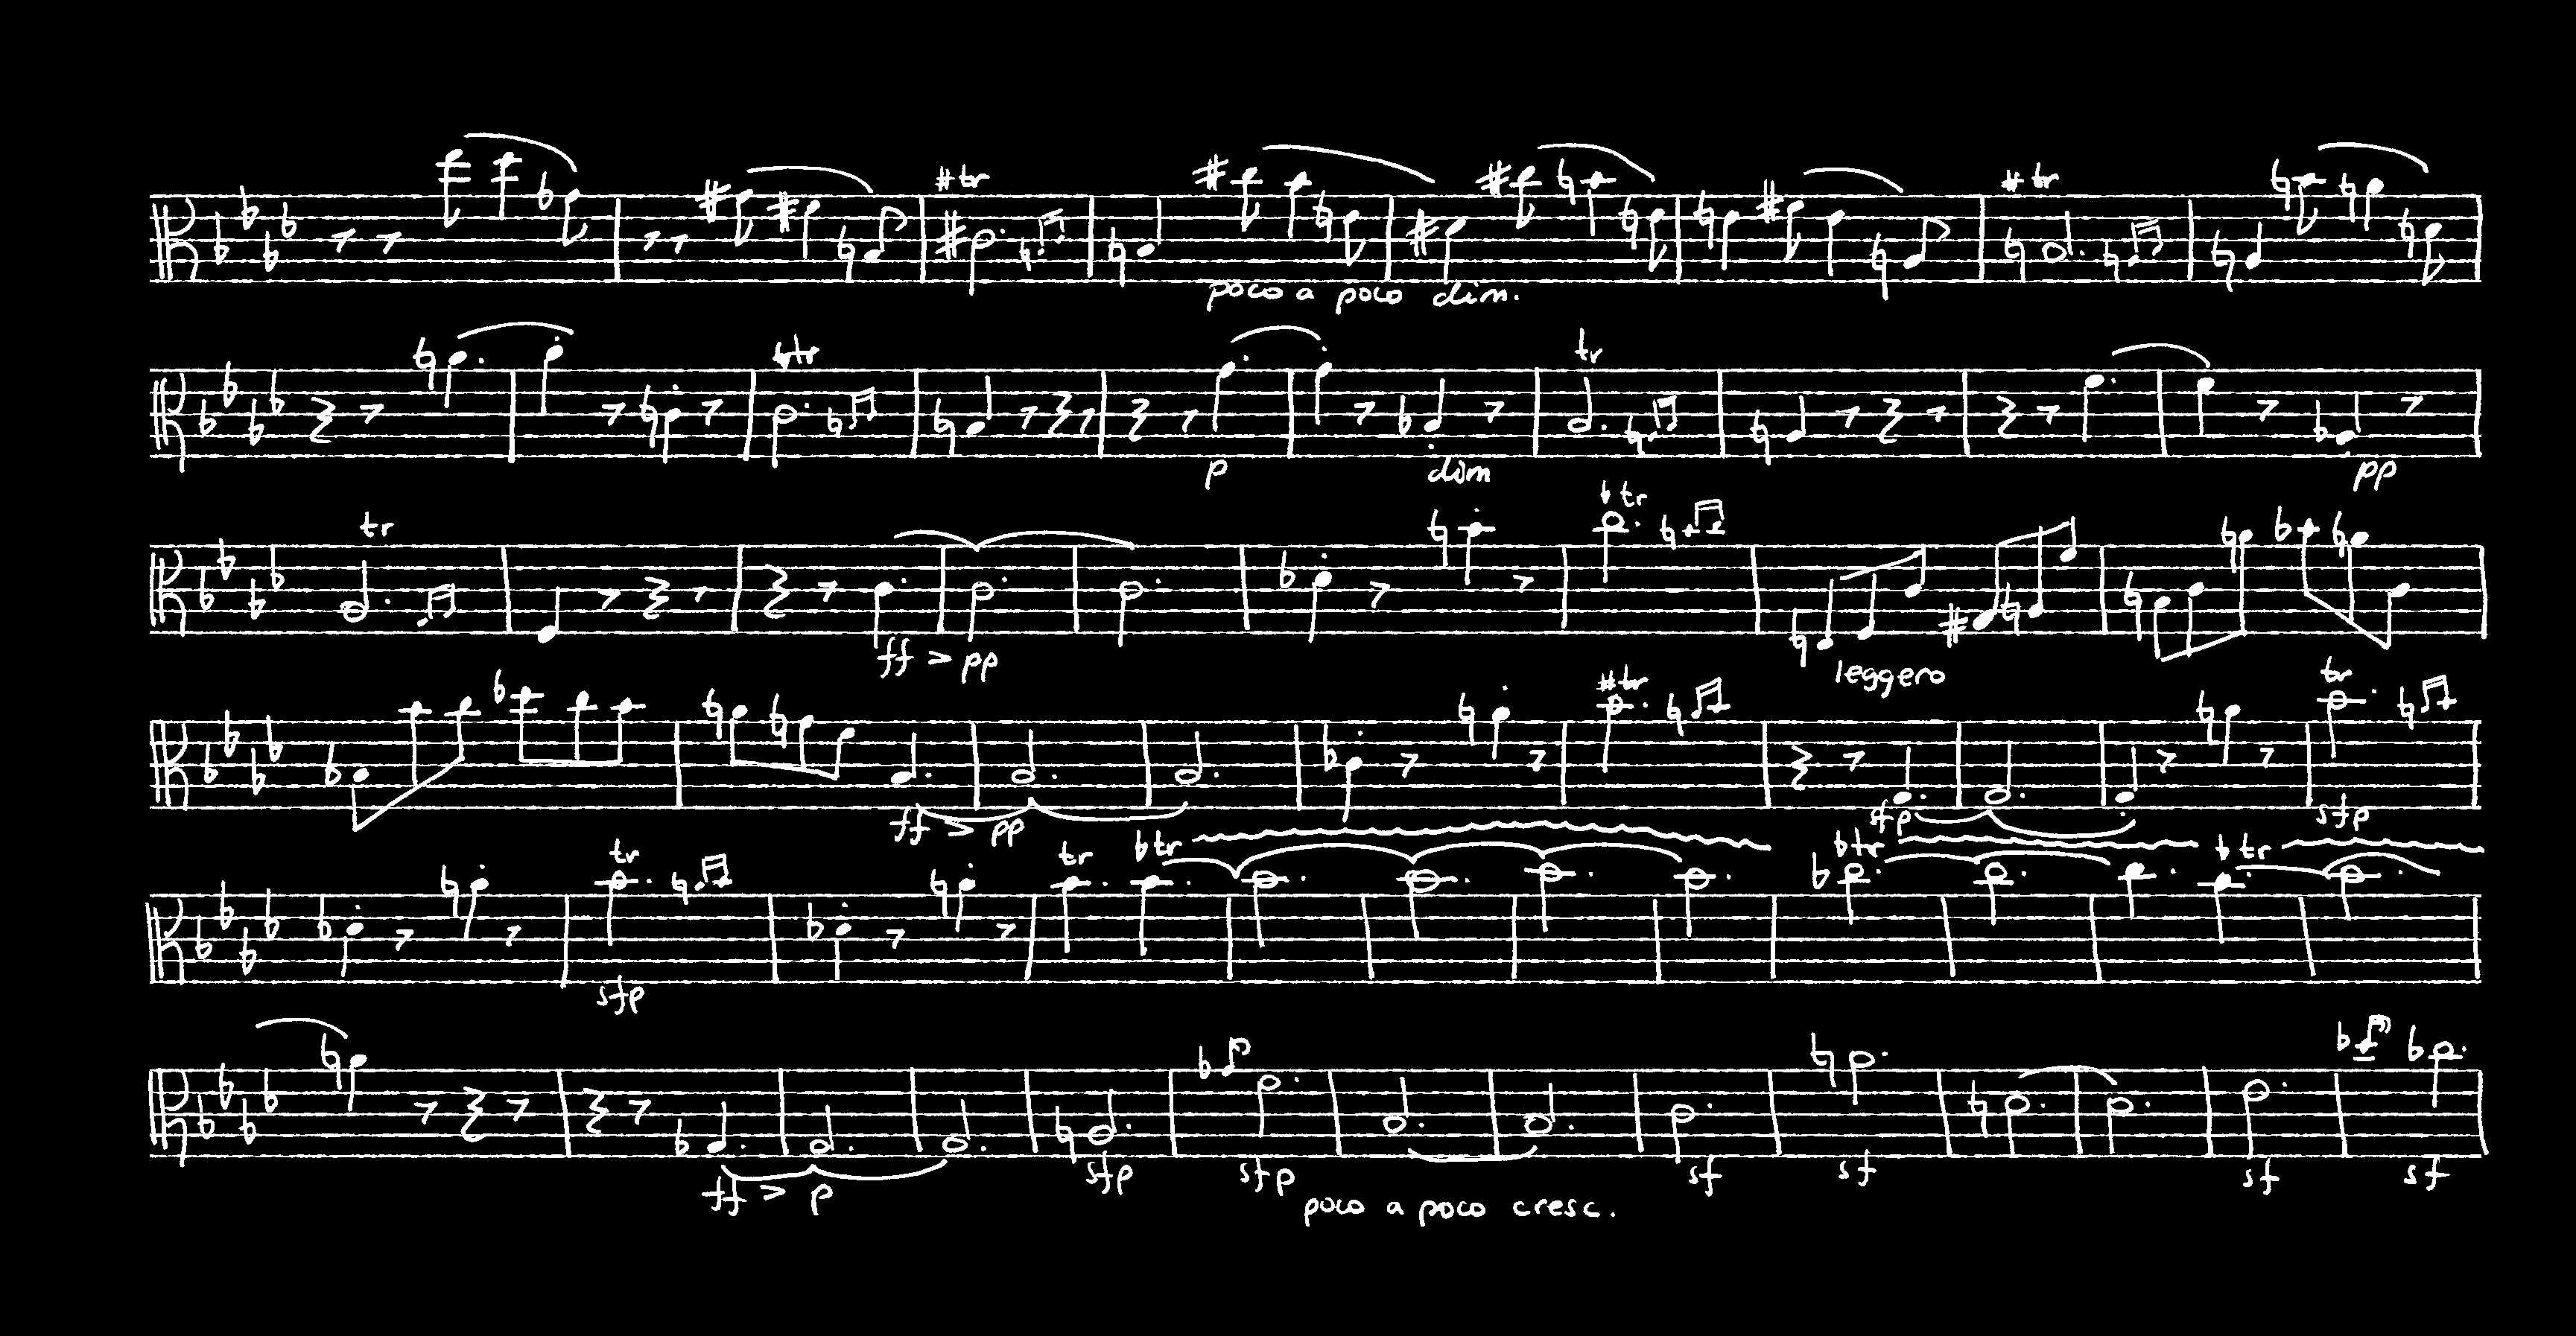 tr tr
poco a poco dim.
tr tr
p dim pp
tr tr
ff > pp leggero
tr tr
ff > pp sfp sfp
tr tr tr tr tr
sfp
ff > p sfp sfp sf sf sf sf
poco a poco cresc.